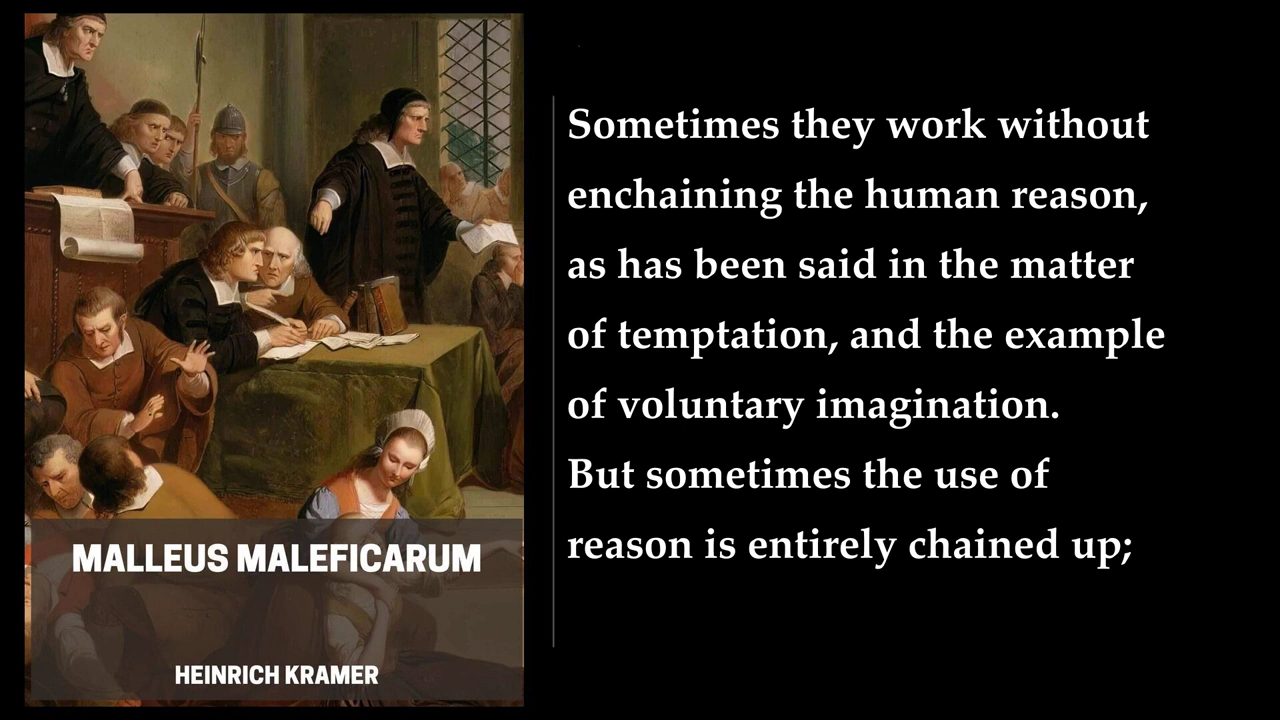 MALLEUS MALEFICARUM
HEINRICH KRAMER
Sometimes they work without
enchaining the human reason,
as has been said in the matter
of temptation, and the example
of voluntary imagination.
But sometimes the use of
reason is entirely chained up;